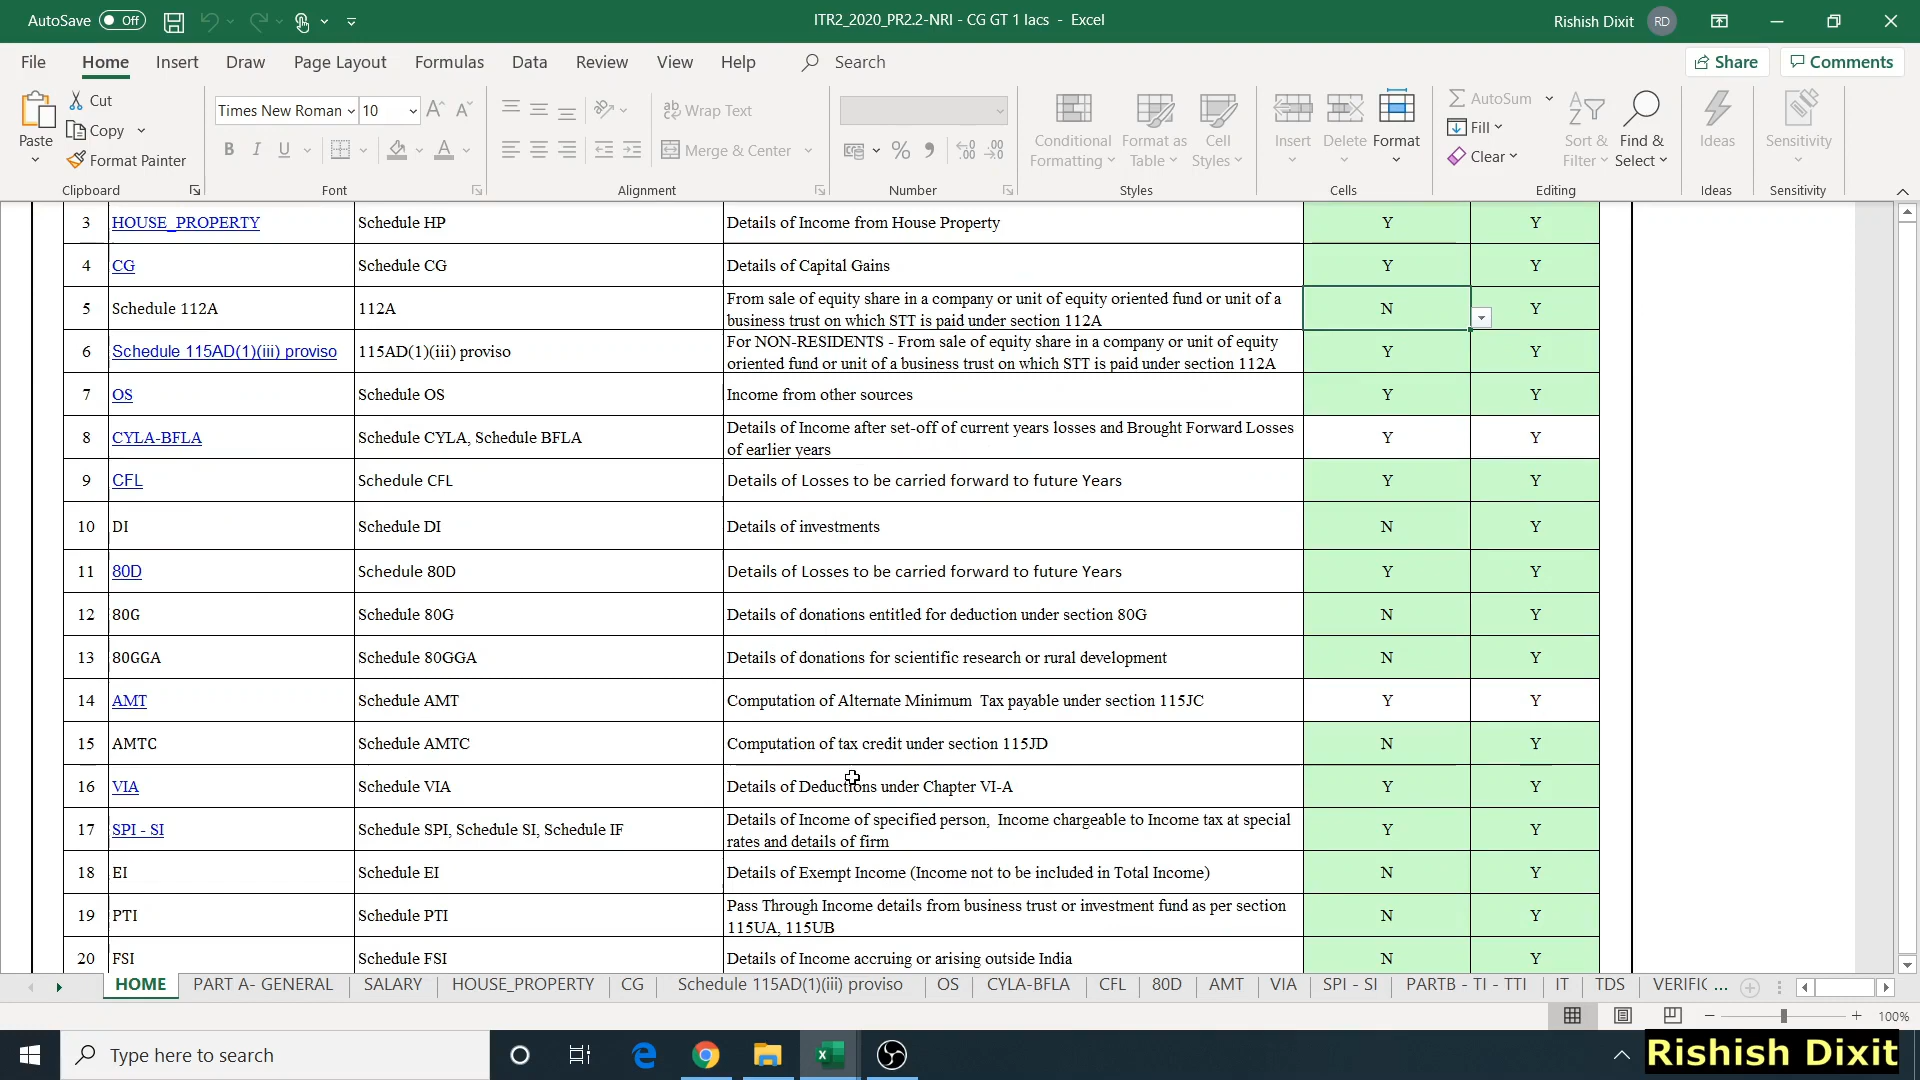 AutoSave Off
ITR2_2020_PR2.2-NRI - CG GT 1 lacs - Excel
Rishish Dixit RD
File Home Insert Draw Page Layout Formulas Data Review View Help Search
Share Comments
Paste
Cut
Copy
Format Painter
Clipboard
Times New Roman 10
B I U
Font
Wrap Text
Merge & Center
Alignment
Number
Conditional Formatting
Format as Table
Cell Styles
Styles
Insert Delete Format
Cells
AutoSum
Fill
Clear
Sort & Filter
Find & Select
Editing
Ideas
Ideas
Sensitivity
Sensitivity
3 HOUSE_PROPERTY Schedule HP Details of Income from House Property Y Y
4 CG Schedule CG Details of Capital Gains Y Y
5 Schedule 112A 112A From sale of equity share in a company or unit of equity oriented fund or unit of a
business trust on which STT is paid under section 112A N Y
6 Schedule 115AD(1)(iii) proviso 115AD(1)(iii) proviso For NON-RESIDENTS - From sale of equity share in a company or unit of equity
oriented fund or unit of a business trust on which STT is paid under section 112A Y Y
7 OS Schedule OS Income from other sources Y Y
8 CYLA-BFLA Schedule CYLA, Schedule BFLA Details of Income after set-off of current years losses and Brought Forward Losses
of earlier years Y Y
9 CFL Schedule CFL Details of Losses to be carried forward to future Years Y Y
10 DI Schedule DI Details of investments N Y
11 80D Schedule 80D Details of Losses to be carried forward to future Years Y Y
12 80G Schedule 80G Details of donations entitled for deduction under section 80G N Y
13 80GGA Schedule 80GGA Details of donations for scientific research or rural development N Y
14 AMT Schedule AMT Computation of Alternate Minimum Tax payable under section 115JC Y Y
15 AMTC Schedule AMTC Computation of tax credit under section 115JD N Y
16 VIA Schedule VIA Details of Deductions under Chapter VI-A Y Y
17 SPI - SI Schedule SPI, Schedule SI, Schedule IF Details of Income of specified person, Income chargeable to Income tax at special
rates and details of firm Y Y
18 EI Schedule EI Details of Exempt Income (Income not to be included in Total Income) N Y
19 PTI Schedule PTI Pass Through Income details from business trust or investment fund as per section
115UA, 115UB N Y
20 FSI Schedule FSI Details of Income accruing or arising outside India N Y
HOME PART A- GENERAL SALARY HOUSE_PROPERTY CG Schedule 115AD(1)(iii) proviso OS CYLA-BFLA CFL 80D AMT VIA SPI - SI PARTB - TI - TTI IT TDS VERIFIC ...
100%
Type here to search
Rishish Dixit